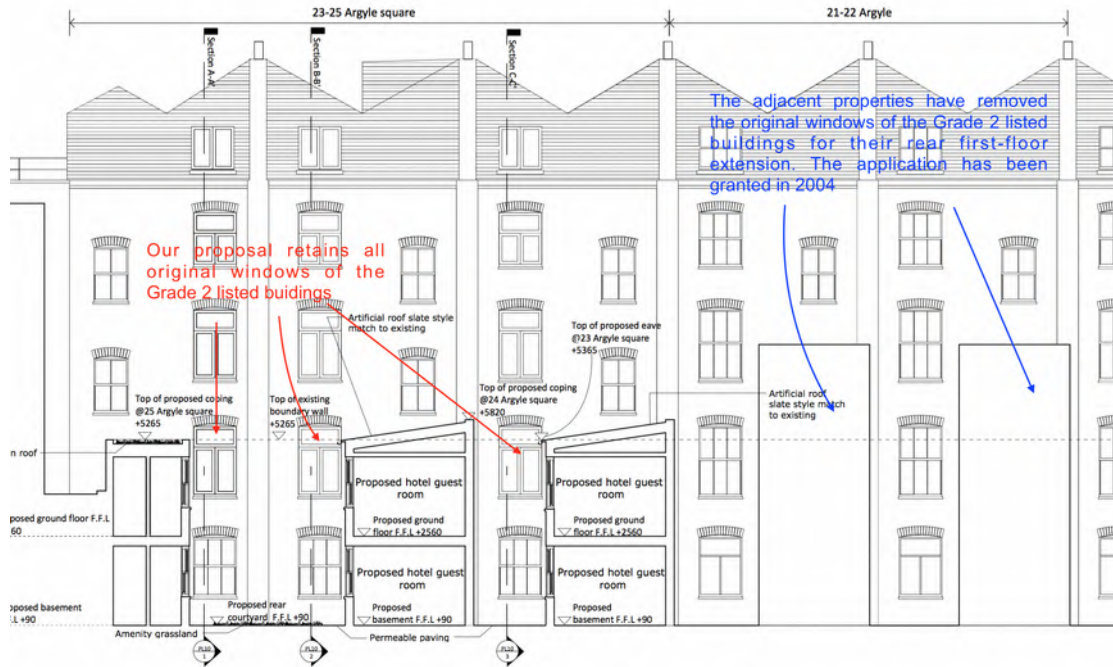 23-25 Argyle square
21-22 Argyle
Section A-A'
Section B-B'
Section C-C'
The adjacent properties have removed
the original windows of the Grade 2 listed
buildings for their rear first-floor
extension. The application has been
granted in 2004
Our proposal retains all
original windows of the
Grade 2 listed buidings
Artificial roof slate style
match to existing
Top of proposed eave
@23 Argyle square
+5365
Top of proposed coping
@25 Argyle square
+5265
Top of existing
boundary wall
+5265
Top of proposed coping
@24 Argyle square
+5820
Artificial roof
slate style match
to existing
n roof
Proposed hotel guest
room
Proposed hotel guest
room
oposed ground floor F.F.L
60
Proposed ground
floor F.F.L +2560
Proposed ground
floor F.F.L +2560
Proposed hotel guest
room
Proposed hotel guest
room
oposed basement
F.L +90
Proposed rear
courtyard F.F.L +90
Proposed
basement F.F.L +90
Proposed
basement F.F.L +90
Amenity grassland
Permeable paving
PL10
1
PL10
2
PL10
3